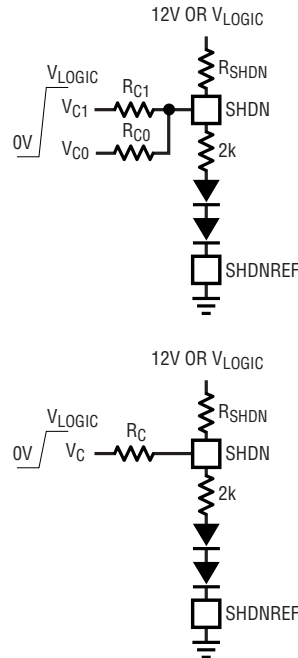 12V OR V_LOGIC
R_SHDN
V_LOGIC
R_C1
V_C1
SHDN
R_C0
0V
V_C0
2k
SHDNREF
12V OR V_LOGIC
R_SHDN
V_LOGIC
R_C
0V
V_C
SHDN
2k
SHDNREF